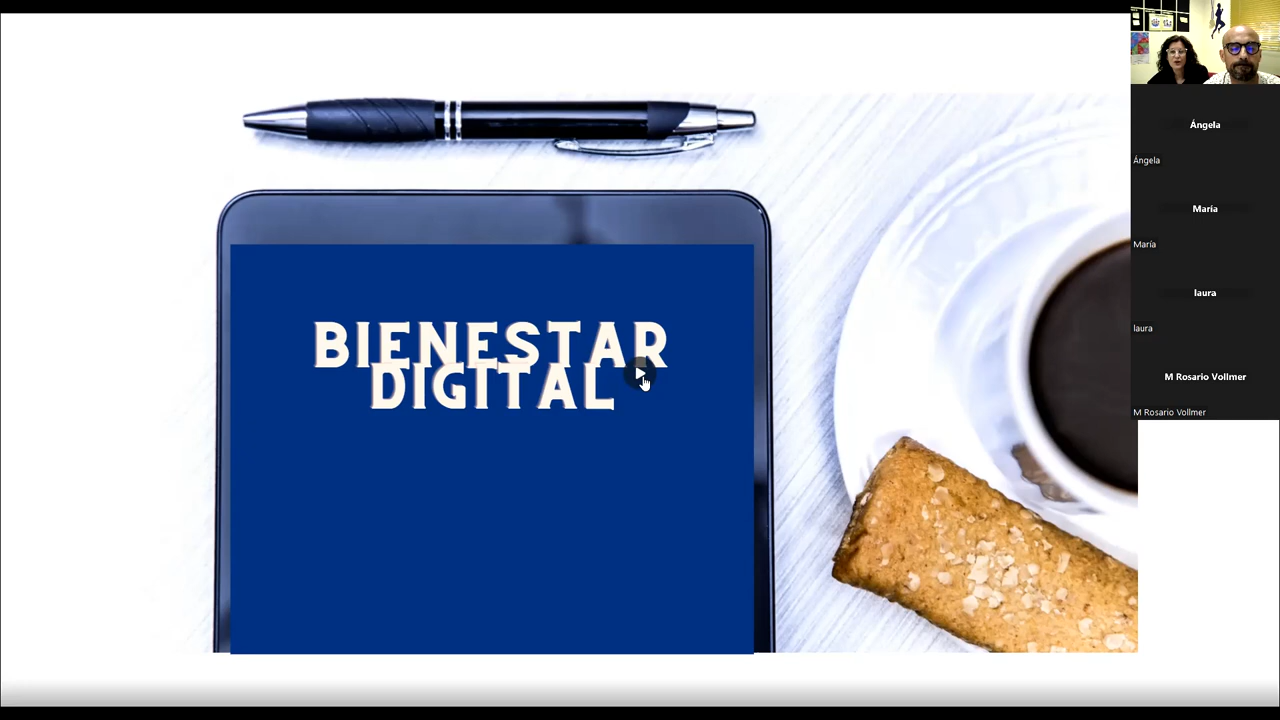 BIENESTAR
DIGITAL
Ángela
Ángela
María
María
laura
laura
M Rosario Vollmer
M Rosario Vollmer